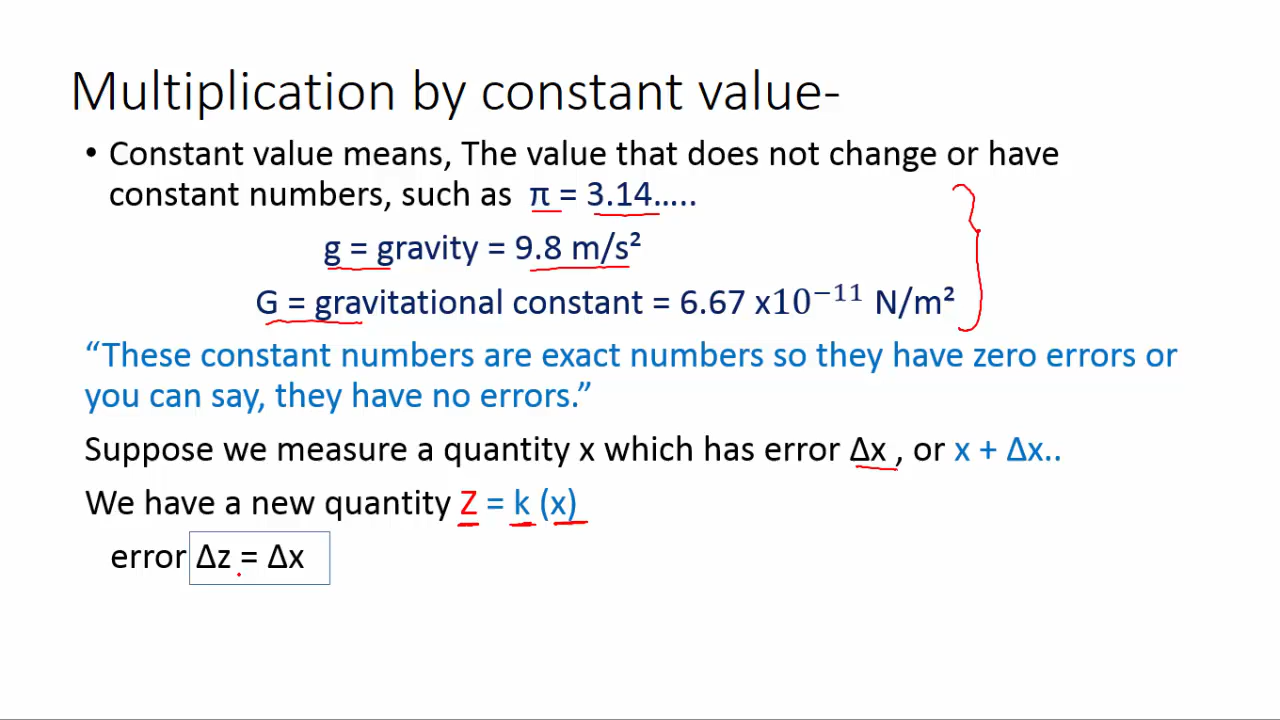 Multiplication by constant value-
• Constant value means, The value that does not change or have
constant numbers, such as π = 3.14…..
g = gravity = 9.8 m/s²
G = gravitational constant = 6.67 x10⁻¹¹ N/m²
“These constant numbers are exact numbers so they have zero errors or
you can say, they have no errors.”
Suppose we measure a quantity x which has error Δx , or x + Δx..
We have a new quantity Z = k (x)
error Δz = Δx